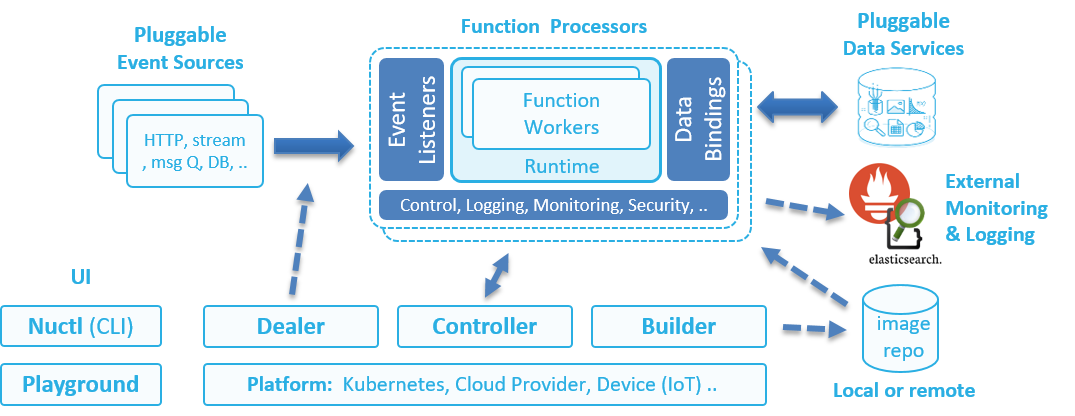 Pluggable
Event Sources
HTTP, stream
, msg Q, DB, ..
Function Processors
Event
Listeners
Function
Workers
Runtime
Data
Bindings
Control, Logging, Monitoring, Security, ..
Pluggable
Data Services
External
Monitoring
& Logging
elasticsearch.
UI
Nuctl (CLI)
Playground
Dealer
Controller
Builder
Platform: Kubernetes, Cloud Provider, Device (IoT) ..
image
repo
Local or remote